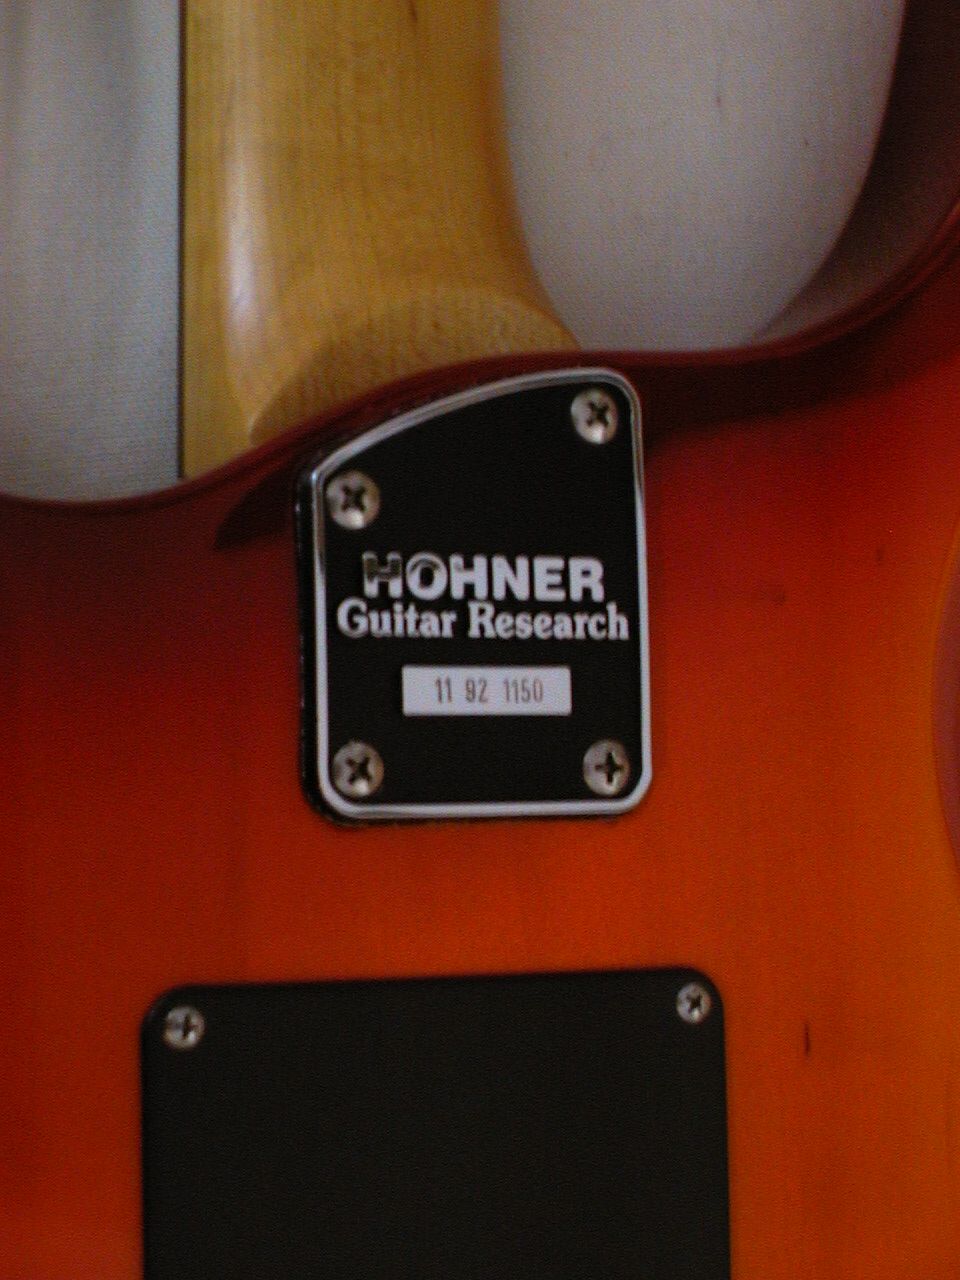 HOHNER
Guitar Research
11 92 1150